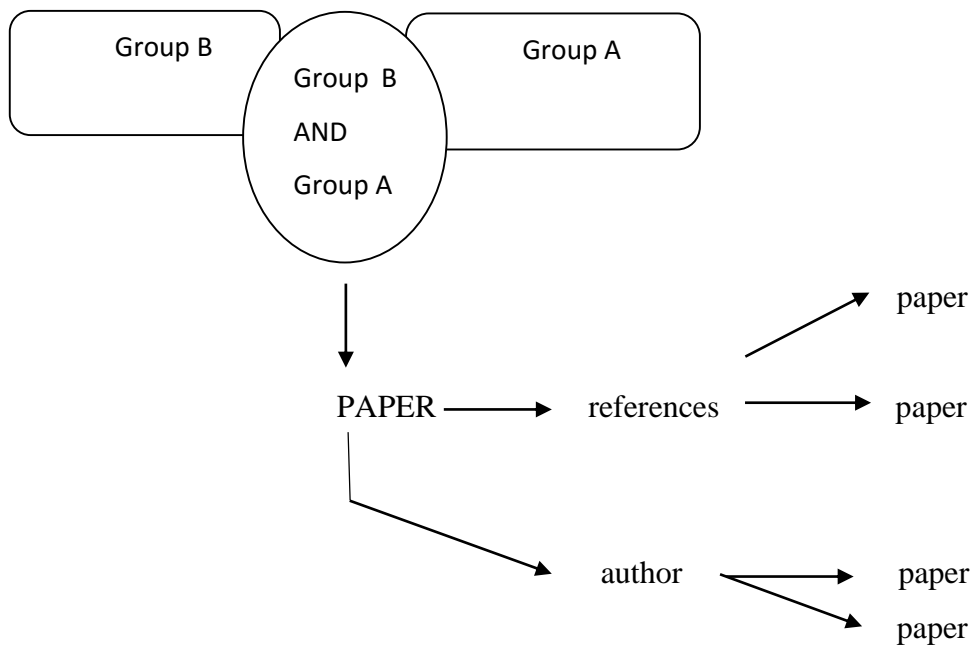 Group B
Group A
Group B
AND
Group A
paper
PAPER
references
paper
author
paper
paper